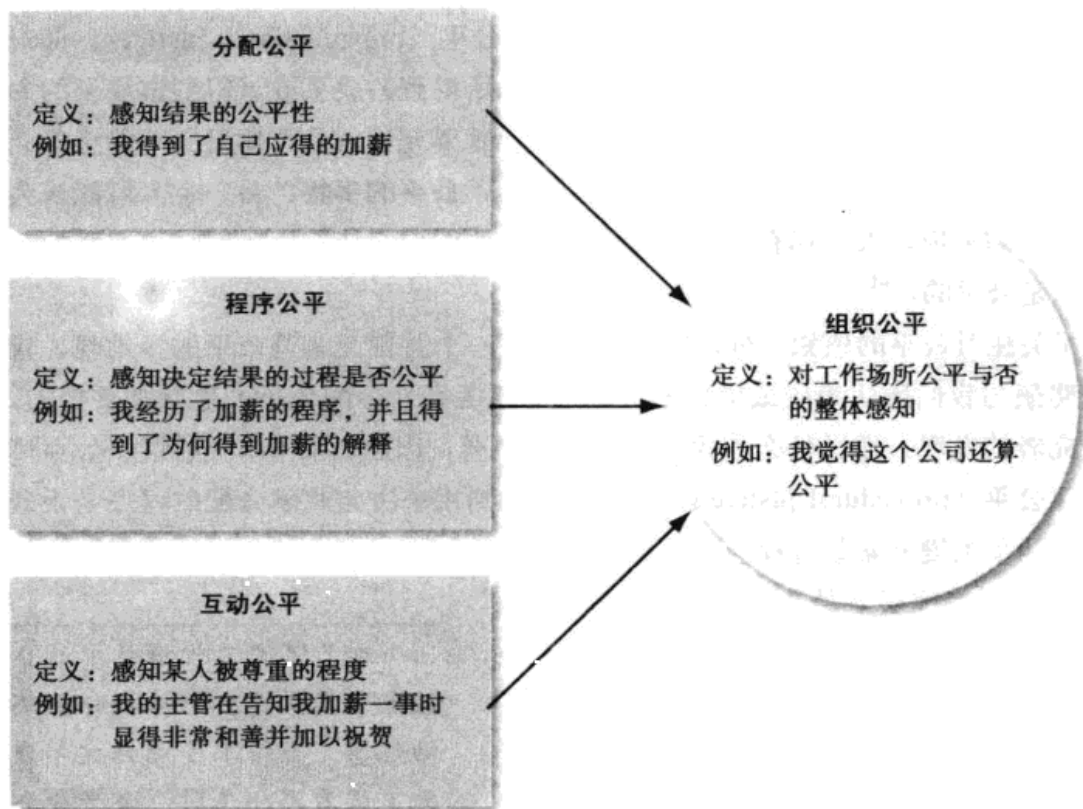 分配公平
定义：感知结果的公平性
例如：我得到了自己应得的加薪
程序公平
定义：感知决定结果的过程是否公平
例如：我经历了加薪的程序，并且得
到了为何得到加薪的解释
互动公平
定义：感知某人被尊重的程度
例如：我的主管在告知我加薪一事时
显得非常和善并加以祝贺
组织公平
定义：对工作场所公平与否
的整体感知
例如：我觉得这个公司还算
公平